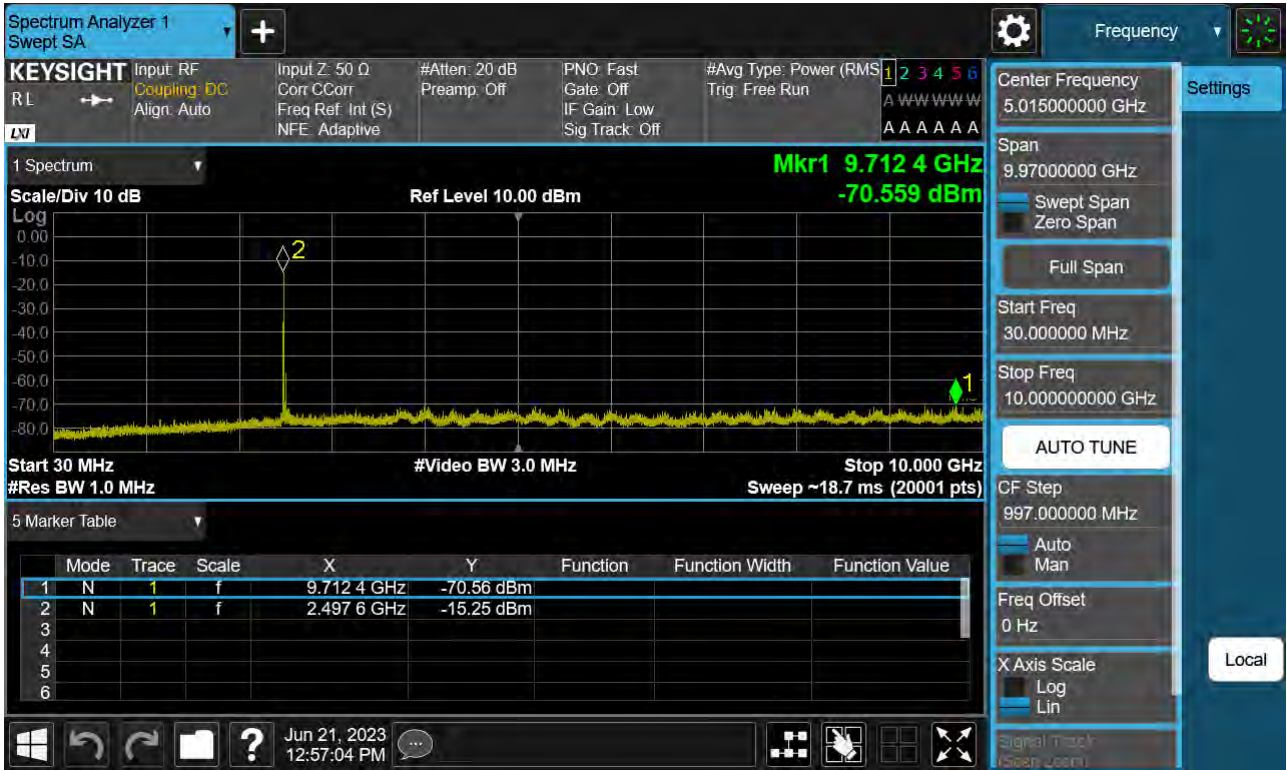 Spectrum Analyzer 1
Swept SA
Frequency
KEYSIGHT
RL
LXI
Input: RF
Coupling: DC
Align: Auto
Input Z: 50 Ω
Corr CCorr
Freq Ref: Int (S)
NFE: Adaptive
#Atten: 20 dB
Preamp: Off
PNO: Fast
Gate: Off
IF Gain: Low
Sig Track: Off
#Avg Type: Power (RMS
Trig: Free Run
1 2 3 4 5 6
A W W W W W
A A A A A A
1 Spectrum
Mkr1 9.712 4 GHz
Scale/Div 10 dB
Ref Level 10.00 dBm
-70.559 dBm
Log
0.00
-10.0
-20.0
-30.0
-40.0
-50.0
-60.0
-70.0
-80.0
2
1
Start 30 MHz
#Video BW 3.0 MHz
Stop 10.000 GHz
#Res BW 1.0 MHz
Sweep ~18.7 ms (20001 pts)
5 Marker Table
Mode Trace Scale X Y Function Function Width Function Value
1 N 1 f 9.712 4 GHz -70.56 dBm
2 N 1 f 2.497 6 GHz -15.25 dBm
3
4
5
6
Jun 21, 2023
12:57:04 PM
Center Frequency
5.015000000 GHz
Settings
Span
9.97000000 GHz
Swept Span
Zero Span
Full Span
Start Freq
30.000000 MHz
Stop Freq
10.000000000 GHz
AUTO TUNE
CF Step
997.000000 MHz
Auto
Man
Freq Offset
0 Hz
X Axis Scale
Log
Lin
Local
Signal Track
(Span Zoom)